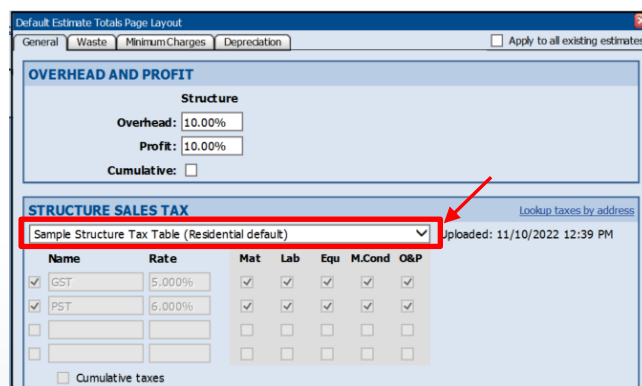 Default Estimate Totals Page Layout
General Waste Minimum Charges Depreciation Apply to all existing estimates
OVERHEAD AND PROFIT
Structure
Overhead: 10.00%
Profit: 10.00%
Cumulative:
STRUCTURE SALES TAX Lookup taxes by address
Sample Structure Tax Table (Residential default) Uploaded: 11/10/2022 12:39 PM
Name Rate Mat Lab Equ M.Cond O&P
GST 5.000%
PST 6.000%
Cumulative taxes